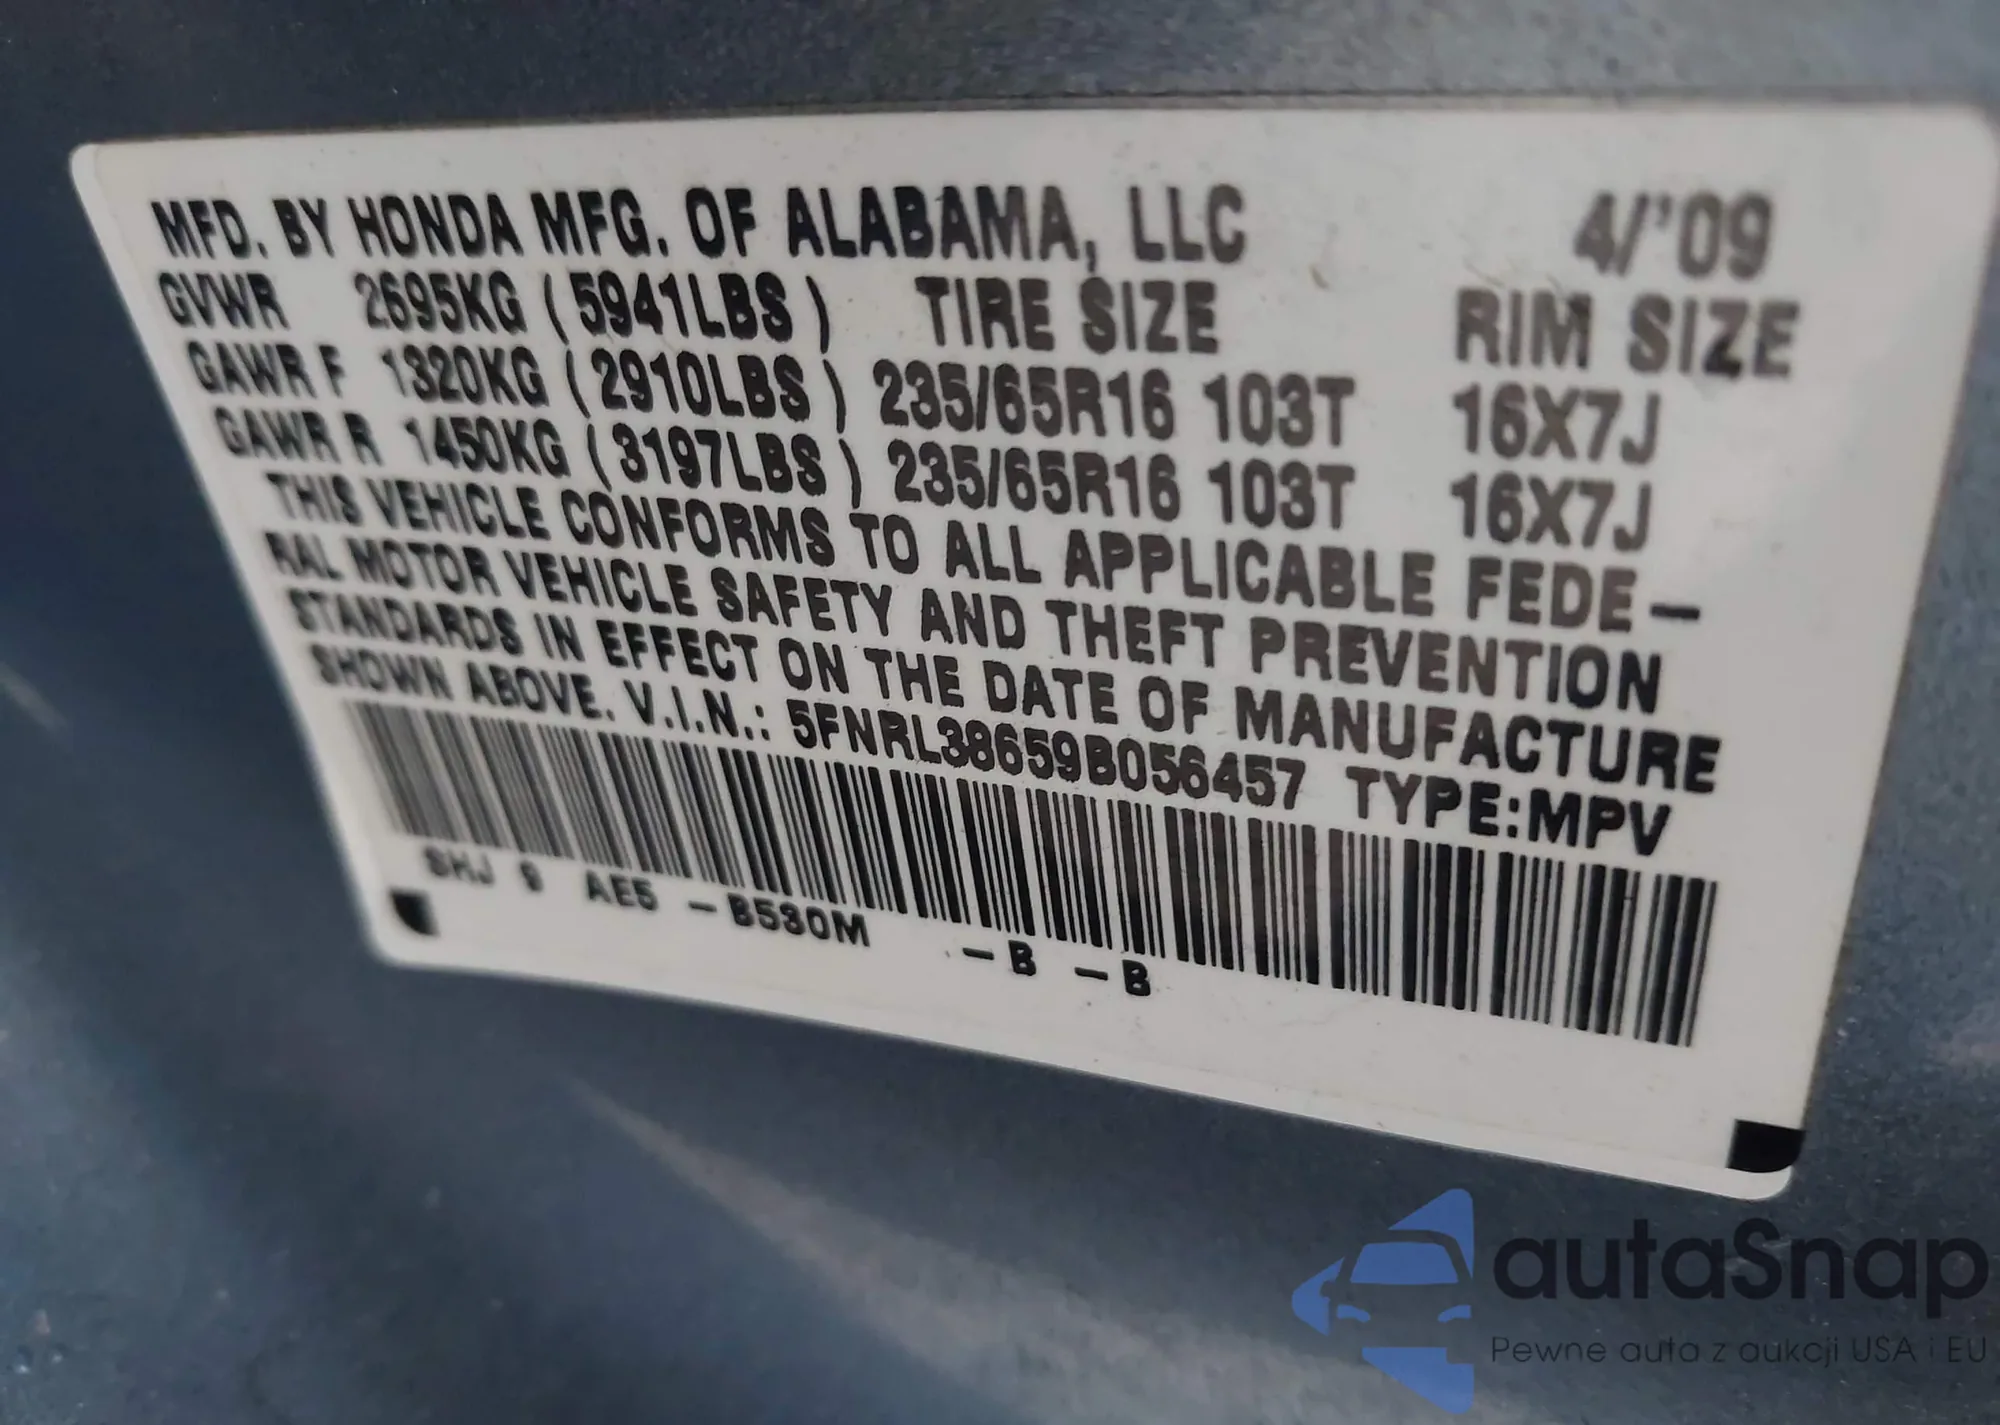 MFD. BY HONDA MFG. OF ALABAMA, LLC 4/'09
GVWR 2695KG ( 5941LBS ) TIRE SIZE RIM SIZE
GAWR F 1320KG ( 2910LBS ) 235/65R16 103T 16X7J
GAWR R 1450KG ( 3197LBS ) 235/65R16 103T 16X7J
THIS VEHICLE CONFORMS TO ALL APPLICABLE FEDE-
RAL MOTOR VEHICLE SAFETY AND THEFT PREVENTION
STANDARDS IN EFFECT ON THE DATE OF MANUFACTURE
SHOWN ABOVE. V.I.N.: 5FNRL38659B056457 TYPE:MPV
SHJ 9 AE5 -B530M -B -B
autaSnap
Pewne auta z aukcji USA i EU